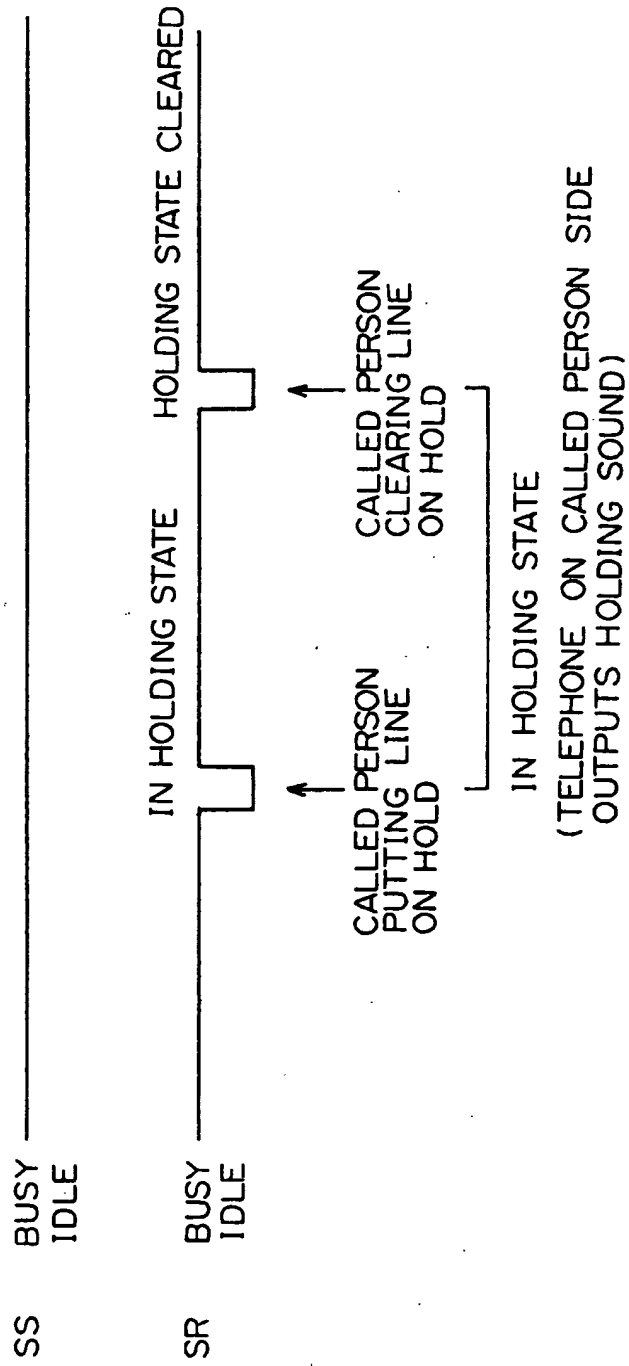 SS BUSY
IDLE
SR BUSY
IDLE
IN HOLDING STATE
HOLDING STATE CLEARED
CALLED PERSON
PUTTING LINE
ON HOLD
CALLED PERSON
CLEARING LINE
ON HOLD
IN HOLDING STATE
(TELEPHONE ON CALLED PERSON SIDE
OUTPUTS HOLDING SOUND)